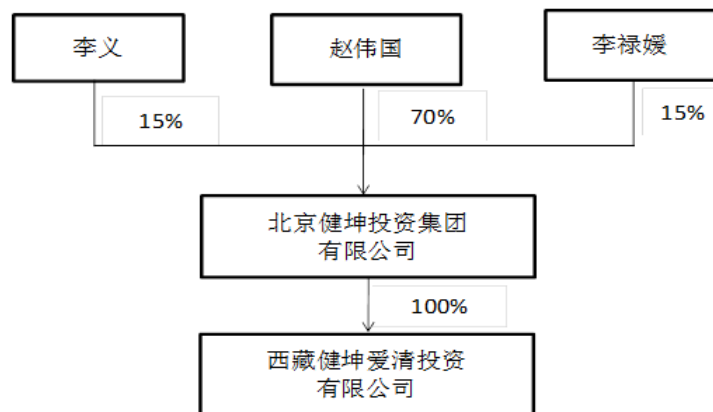 李义
赵伟国
李禄媛
15%
70%
15%
北京健坤投资集团
有限公司
100%
西藏健坤爱清投资
有限公司